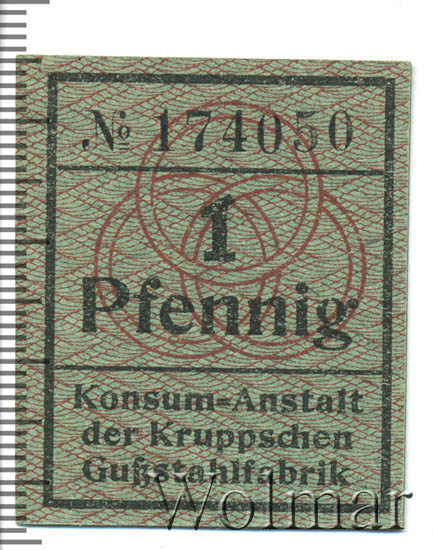 № 174050
1
Pfennig
Konsum-Anstalt
der Kruppschen
Gußstahlfabrik
Wolmar